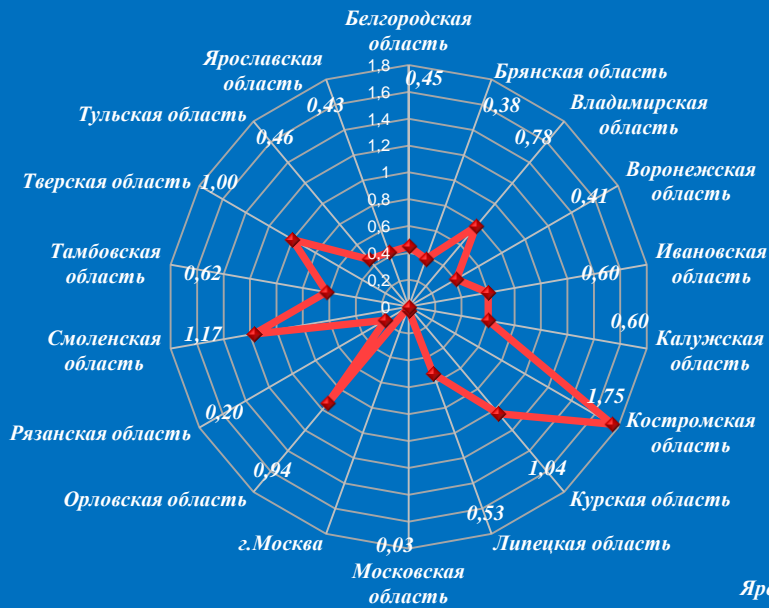 Белгородская
область
0,45
Брянская область
0,38
Владимирская
область
0,78
Воронежская
область
0,41
Ивановская
область
0,60
Калужская
область
0,60
Костромская
область
1,75
Курская область
1,04
Липецкая область
0,53
Московская
область
0,03
г.Москва
Орловская область
0,94
Рязанская область
0,20
Смоленская
область
1,17
Тамбовская
область
0,62
Тверская область
1,00
Тульская область
0,46
Ярославская
область
0,43
1,8
1,6
1,4
1,2
1
0,8
0,6
0,4
0,2
0
Яро